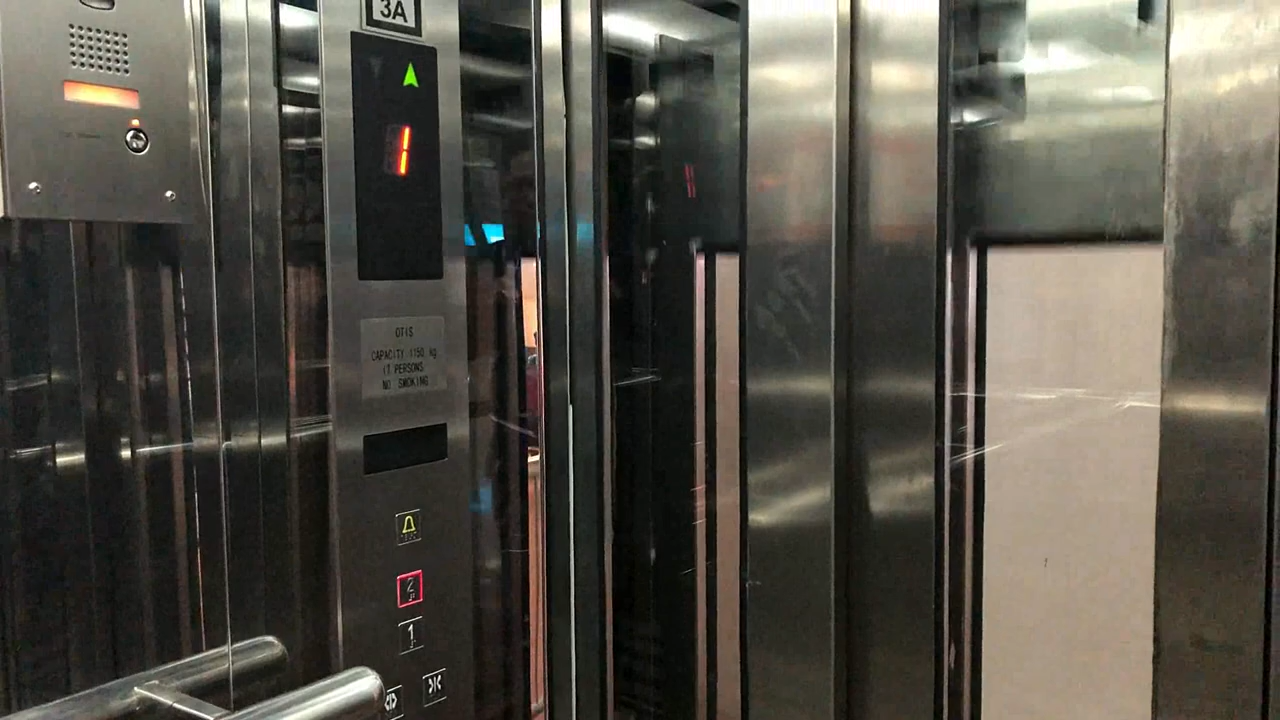 3A
1
OTIS
CAPACITY 1150 kg
17 PERSONS
NO SMOKING
2
1